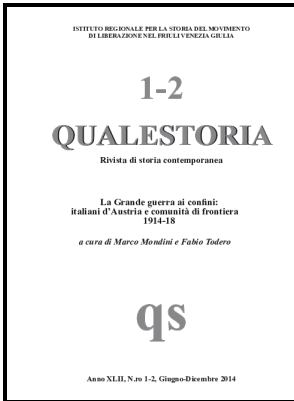 ISTITUTO REGIONALE PER LA STORIA DEL MOVIMENTO
DI LIBERAZIONE NEL FRIULI VENEZIA GIULIA
1-2
QUALESTORIA
Rivista di storia contemporanea
La Grande guerra ai confini:
italiani d'Austria e comunità di frontiera
1914-18
a cura di Marco Mondini e Fabio Todero
qs
Anno XLII, N.ro 1-2, Giugno-Dicembre 2014